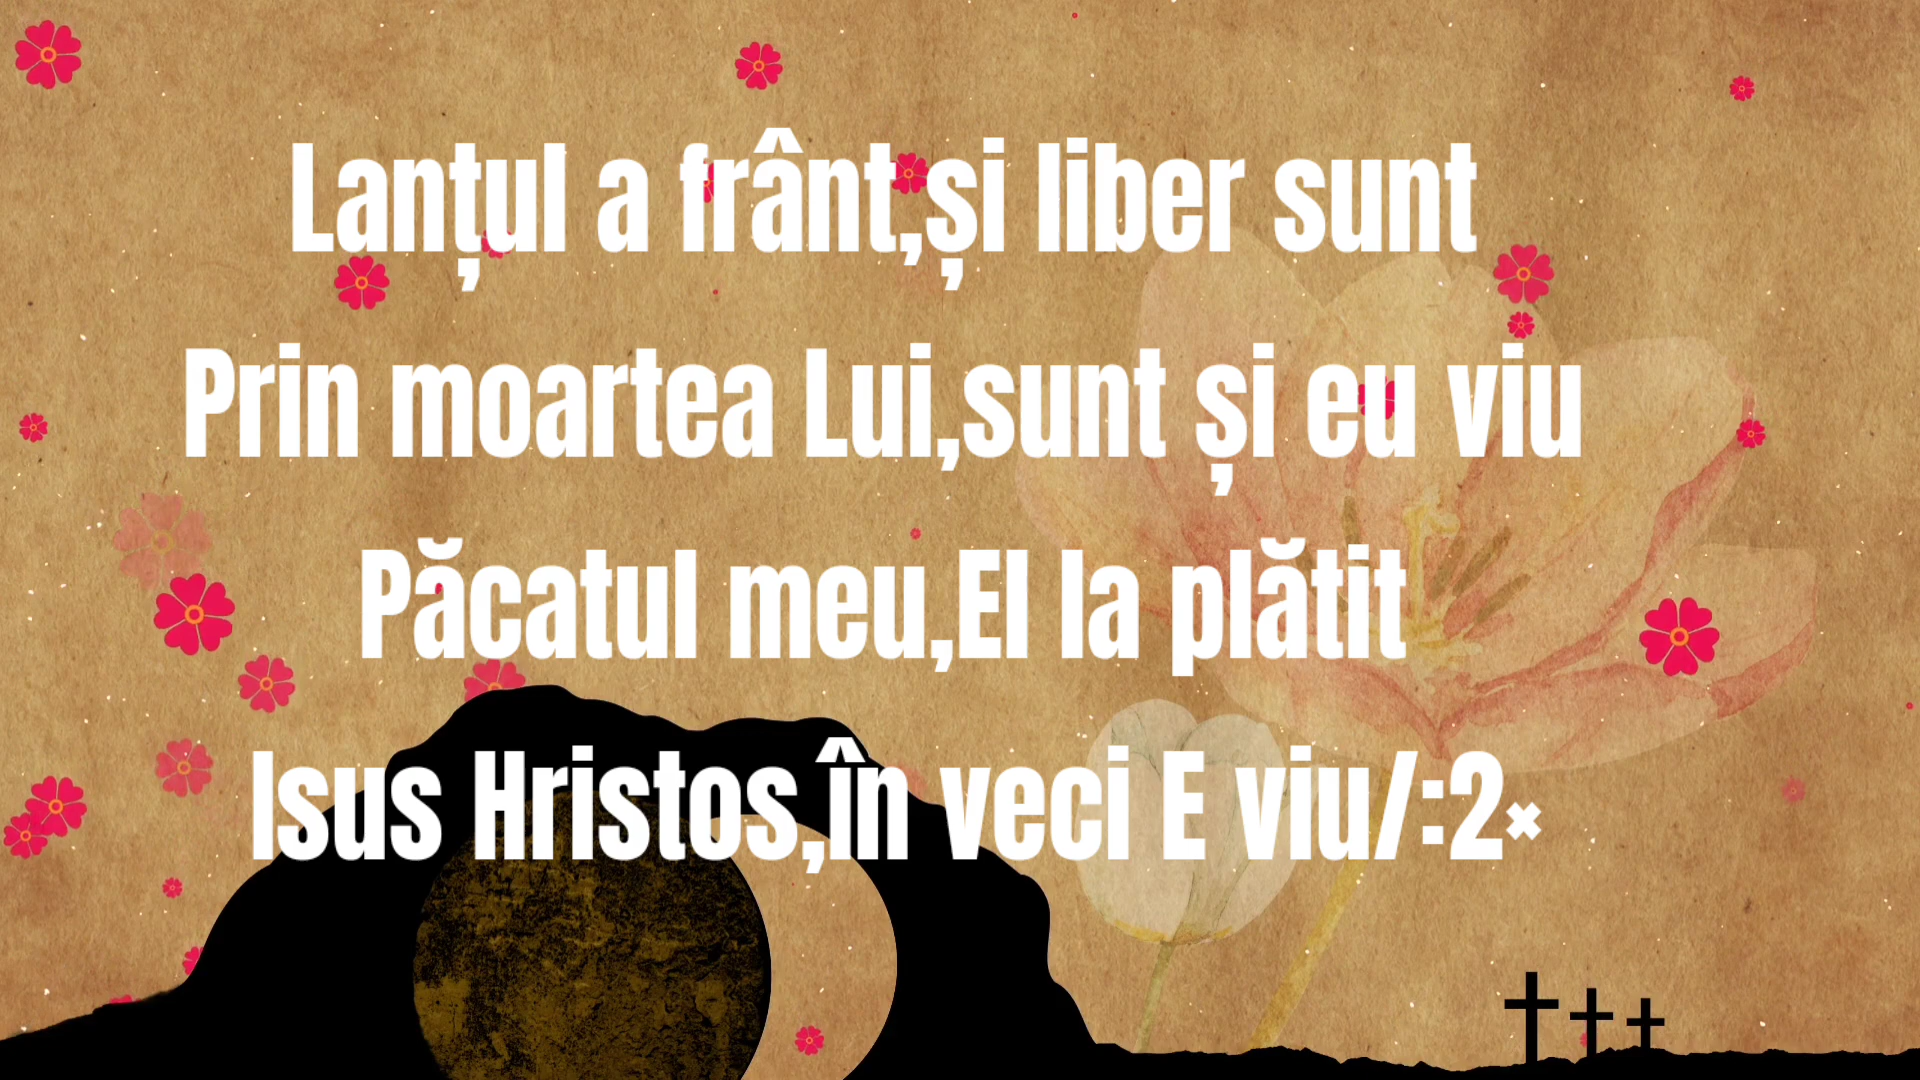 Lanțul a frânt,și liber sunt
Prin moartea Lui,sunt și eu viu
Păcatul meu,El la plătit
Isus Hristos,în veci E viu/:2×